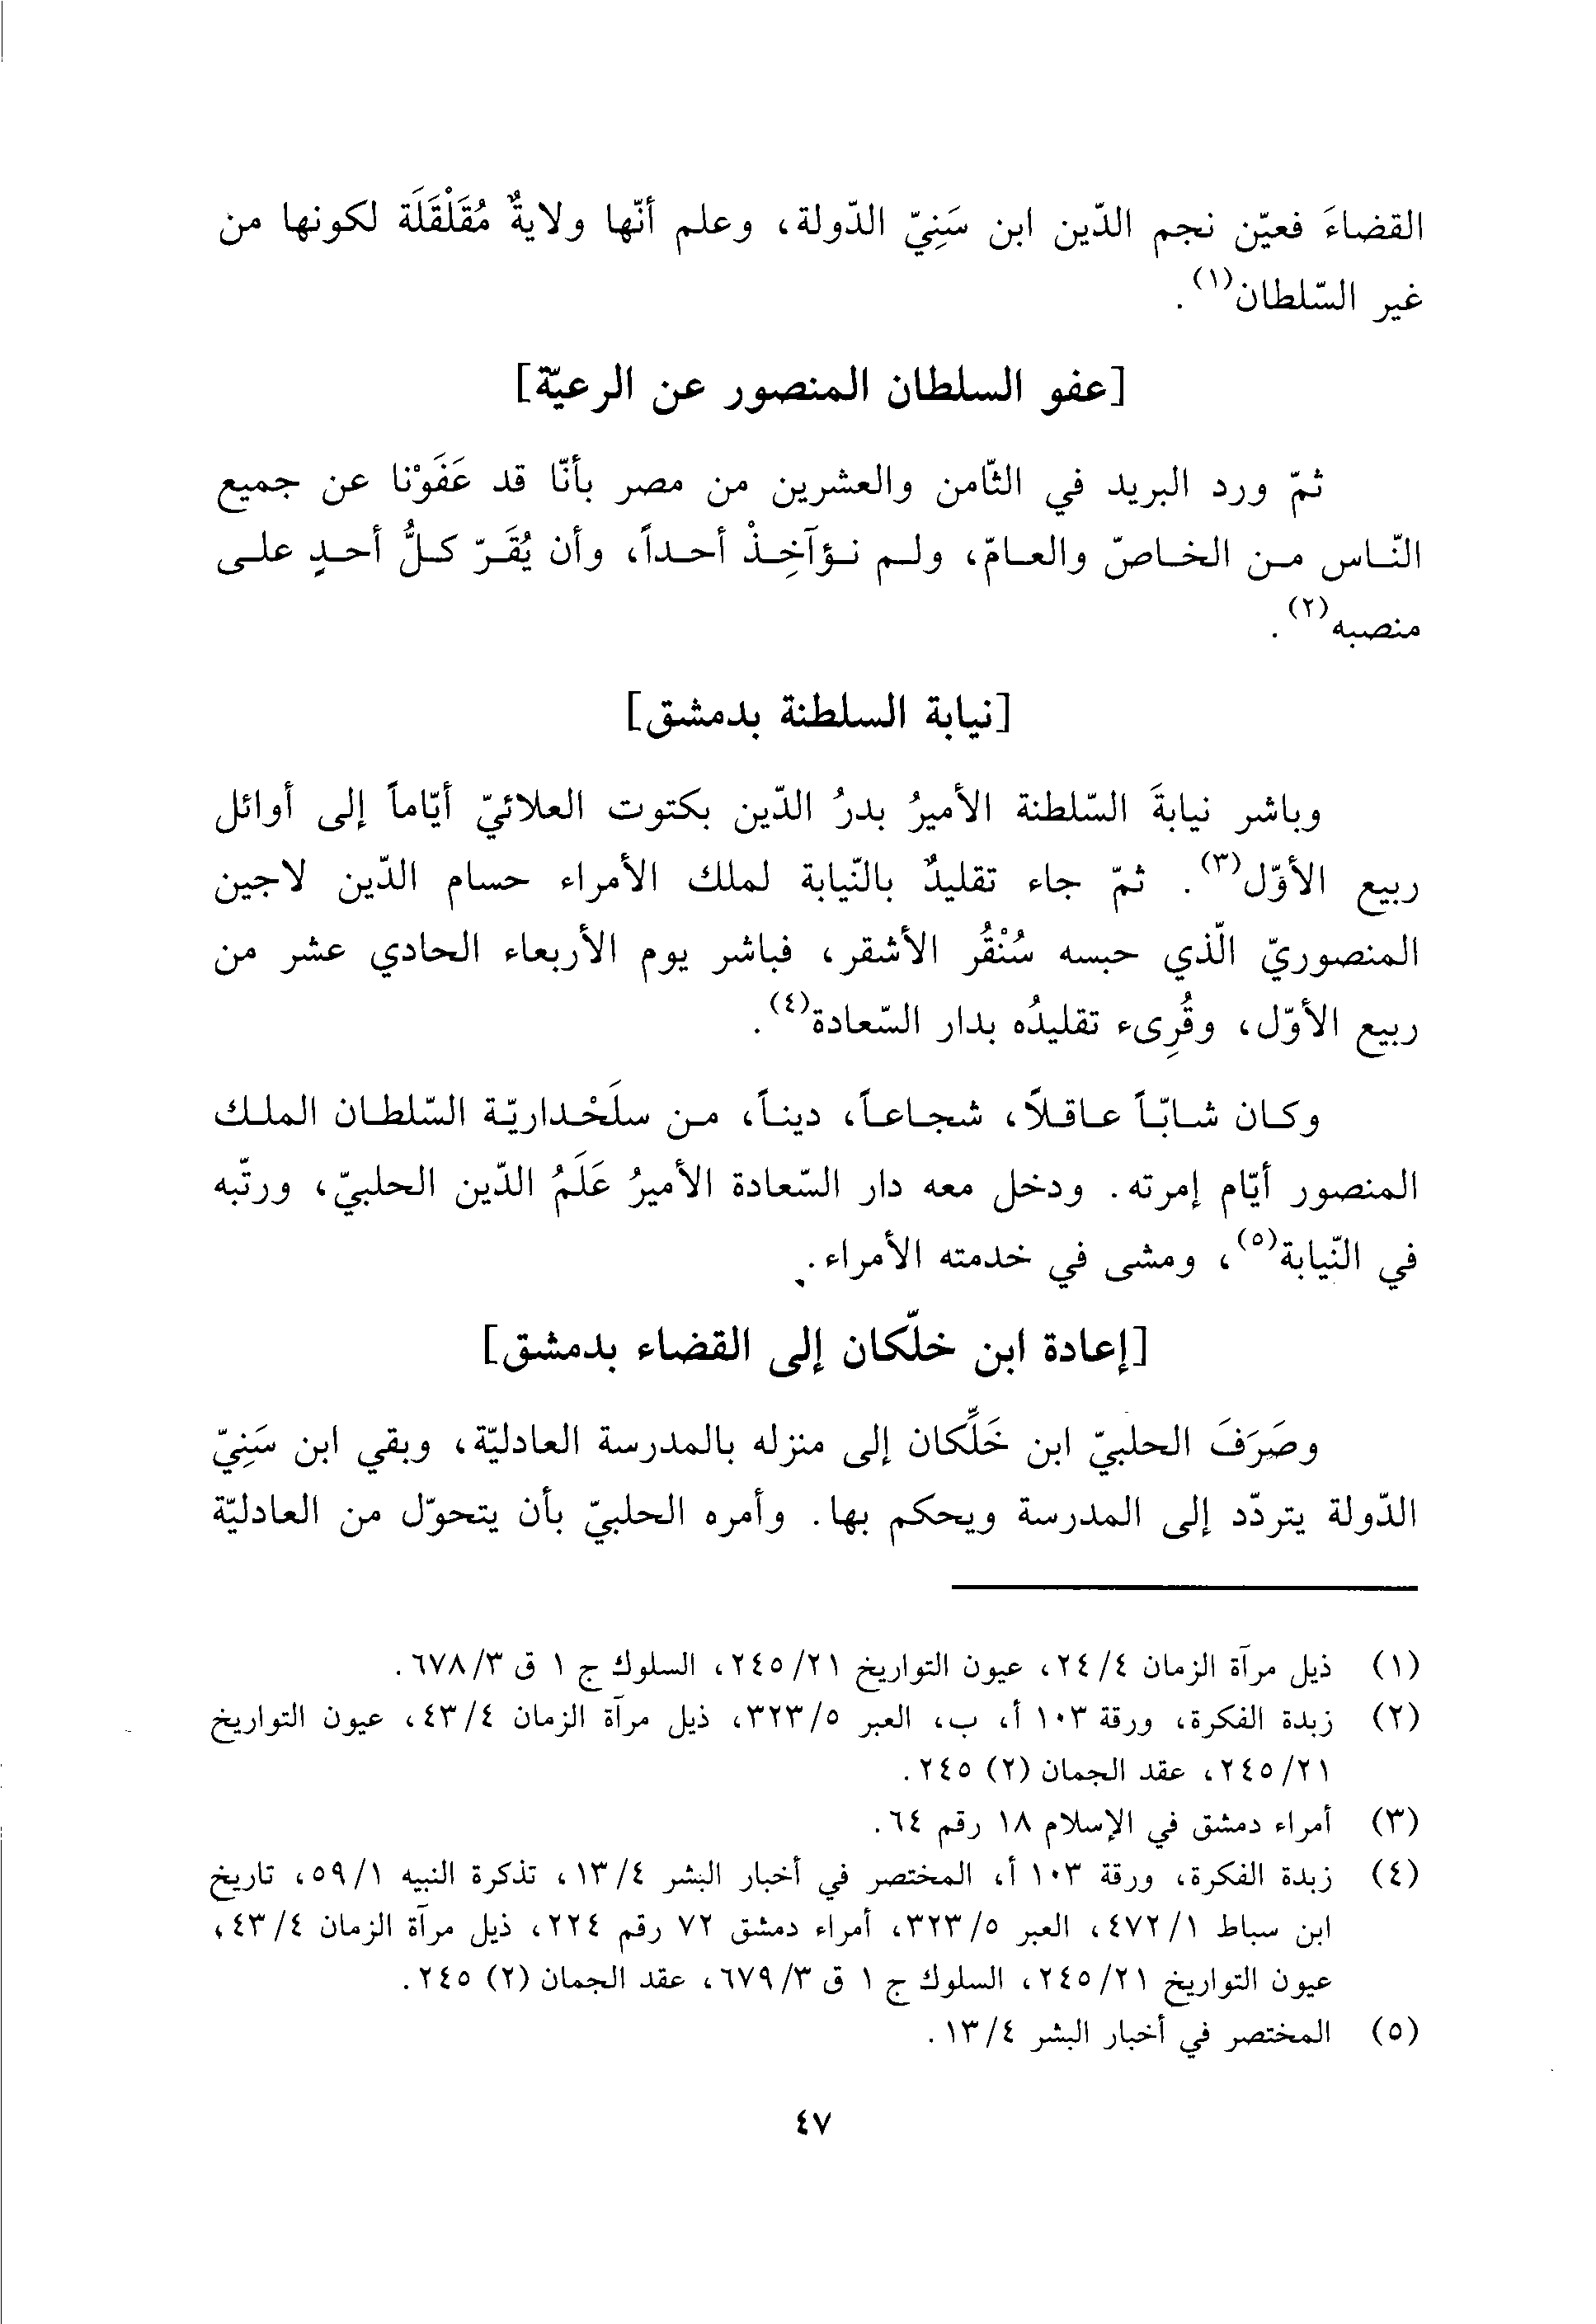 القضاءَ فعيّن نجم الدّين ابن سَنِيّ الدّولة، وعلم أنّها ولايةٌ مُقَلْقَلَة لكونها من
غير السّلطان(١).
[عفو السلطان المنصور عن الرعيّة]
ثمّ ورد البريد في الثّامن والعشرين من مصر بأنّا قد عَفَوْنا عن جميع
النّاس من الخاصّ والعامّ، ولم نؤآخِذْ أحداً، وأن يُقَرّ كلُّ أحدٍ على
منصبه(٢).
[نيابة السلطنة بدمشق]
وباشر نيابةَ السّلطنة الأميرُ بدرُ الدّين بكتوت العلائيّ أيّاماً إلى أوائل
ربيع الأوّل(٣). ثمّ جاء تقليدٌ بالنّيابة لملك الأمراء حسام الدّين لاجين
المنصوريّ الّذي حبسه سُنْقُر الأشقر، فباشر يوم الأربعاء الحادي عشر من
ربيع الأوّل، وقُرِىء تقليدُه بدار السّعادة(٤).
وكان شابّاً عاقلاً، شجاعاً، ديناً، من سلَحْداريّة السّلطان الملك
المنصور أيّام إمرته. ودخل معه دار السّعادة الأميرُ عَلَمُ الدّين الحلبيّ، ورتّبه
في النّيابة(٥)، ومشى في خدمته الأمراء.
[إعادة ابن خلّكان إلى القضاء بدمشق]
وصَرَفَ الحلبيّ ابن خَلِّكان إلى منزله بالمدرسة العادليّة، وبقي ابن سَنِيّ
الدّولة يتردّد إلى المدرسة ويحكم بها. وأمره الحلبيّ بأن يتحوّل من العادليّة
(١) ذيل مرآة الزمان ٢٤/٤، عيون التواريخ ٢٤٥/٢١، السلوك ج ١ ق ٦٧٨/٣.
(٢) زبدة الفكرة، ورقة ١٠٣ أ، ب، العبر ٣٢٣/٥، ذيل مرآة الزمان ٤٣/٤، عيون التواريخ
٢٤٥/٢١، عقد الجمان (٢) ٢٤٥.
(٣) أمراء دمشق في الإسلام ١٨ رقم ٦٤.
(٤) زبدة الفكرة، ورقة ١٠٣ أ، المختصر في أخبار البشر ١٣/٤، تذكرة النبيه ٥٩/١، تاريخ
ابن سباط ٤٧٢/١، العبر ٣٢٣/٥، أمراء دمشق ٧٢ رقم ٢٢٤، ذيل مرآة الزمان ٤٣/٤،
عيون التواريخ ٢٤٥/٢١، السلوك ج ١ ق ٦٧٩/٣، عقد الجمان (٢) ٢٤٥.
(٥) المختصر في أخبار البشر ١٣/٤.
٤٧